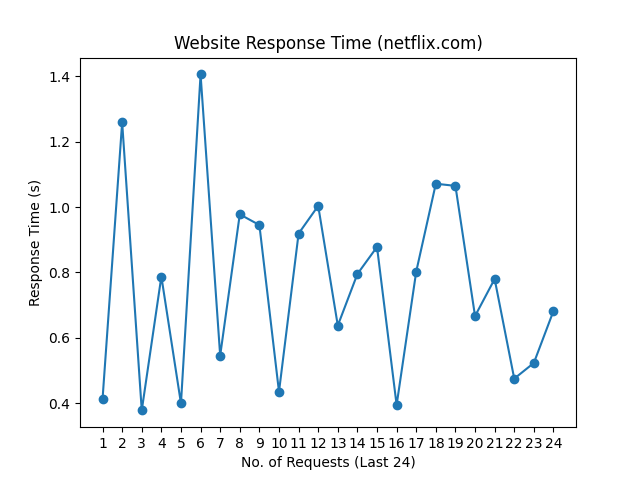 Website Response Time (netflix.com)
Response Time (s)
1.4
1.2
1.0
0.8
0.6
0.4
1 2 3 4 5 6 7 8 9 10 11 12 13 14 15 16 17 18 19 20 21 22 23 24
No. of Requests (Last 24)